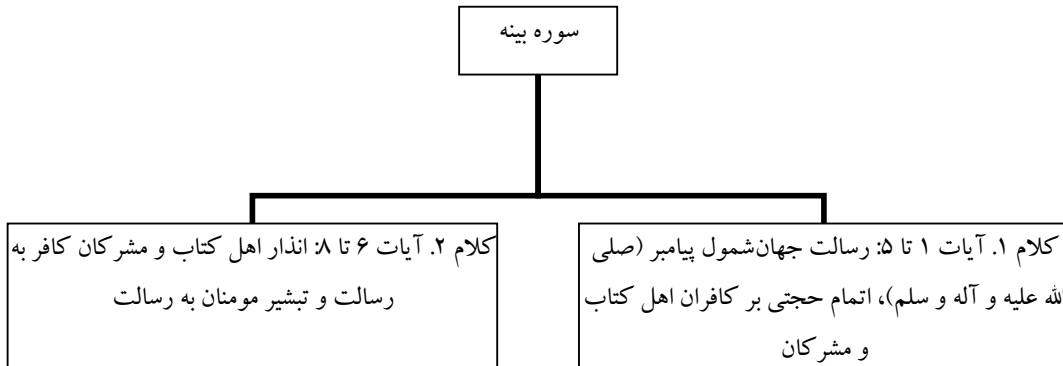 سوره بینه
کلام ۱. آیات ۱ تا ۵: رسالت جهان‌شمول پیامبر (صلی
لله علیه و آله و سلم)، اتمام حجتی بر کافران اهل کتاب
و مشرکان
کلام ۲. آیات ۶ تا ۸: انذار اهل کتاب و مشرکان کافر به
رسالت و تبشیر مومنان به رسالت